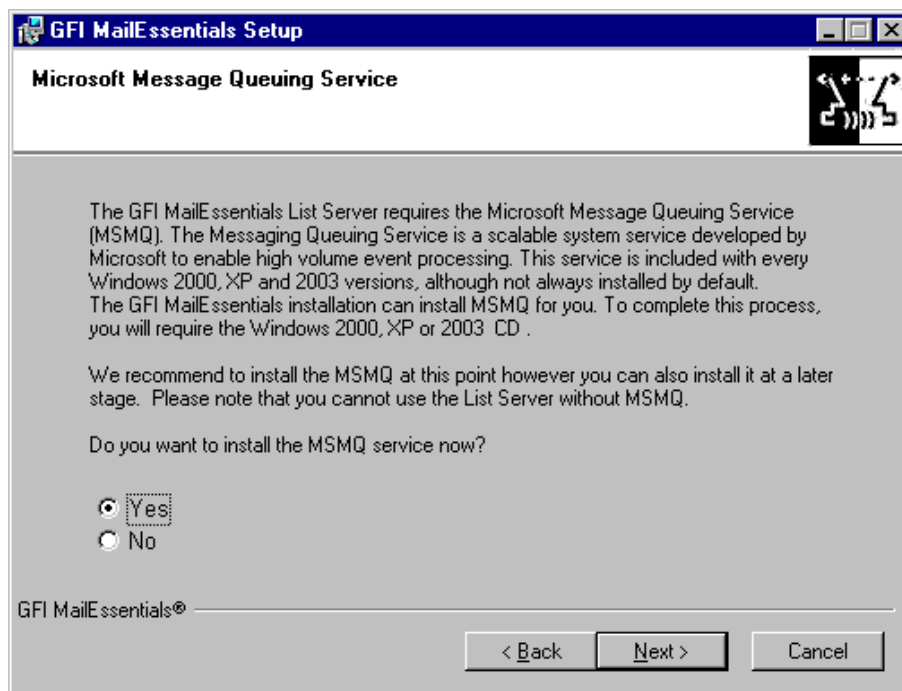 GFI MailEssentials Setup
Microsoft Message Queuing Service
The GFI MailEssentials List Server requires the Microsoft Message Queuing Service
(MSMQ). The Messaging Queuing Service is a scalable system service developed by
Microsoft to enable high volume event processing. This service is included with every
Windows 2000, XP and 2003 versions, although not always installed by default.
The GFI MailEssentials installation can install MSMQ for you. To complete this process,
you will require the Windows 2000, XP or 2003 CD .
We recommend to install the MSMQ at this point however you can also install it at a later
stage. Please note that you cannot use the List Server without MSMQ.
Do you want to install the MSMQ service now?
Yes
No
GFI MailEssentials®
< Back Next > Cancel